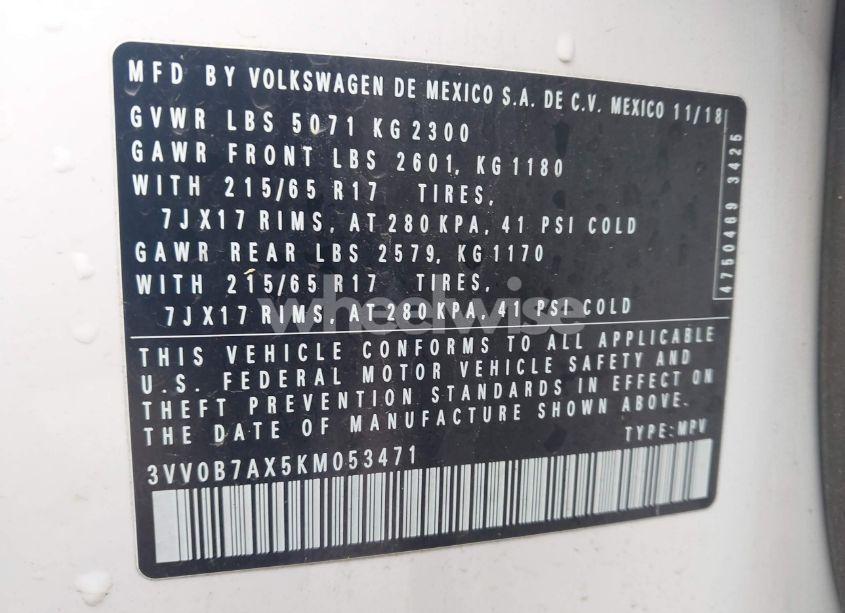 MFD BY VOLKSWAGEN DE MEXICO S.A. DE C.V. MEXICO 11/18
GVWR LBS 5071 KG 2300
GAWR FRONT LBS 2601, KG 1180
WITH 215/65 R17 TIRES,
7JX17 RIMS, AT 280 KPA, 41 PSI COLD
GAWR REAR LBS 2579, KG 1170
WITH 215/65 R17 TIRES,
7JX17 RIMS, AT 280 KPA, 41 PSI COLD
4750469 3425
wheelwise
THIS VEHICLE CONFORMS TO ALL APPLICABLE
U.S. FEDERAL MOTOR VEHICLE SAFETY AND
THEFT PREVENTION STANDARDS IN EFFECT ON
THE DATE OF MANUFACTURE SHOWN ABOVE.
TYPE: MPV
3VV0B7AX5KM053471